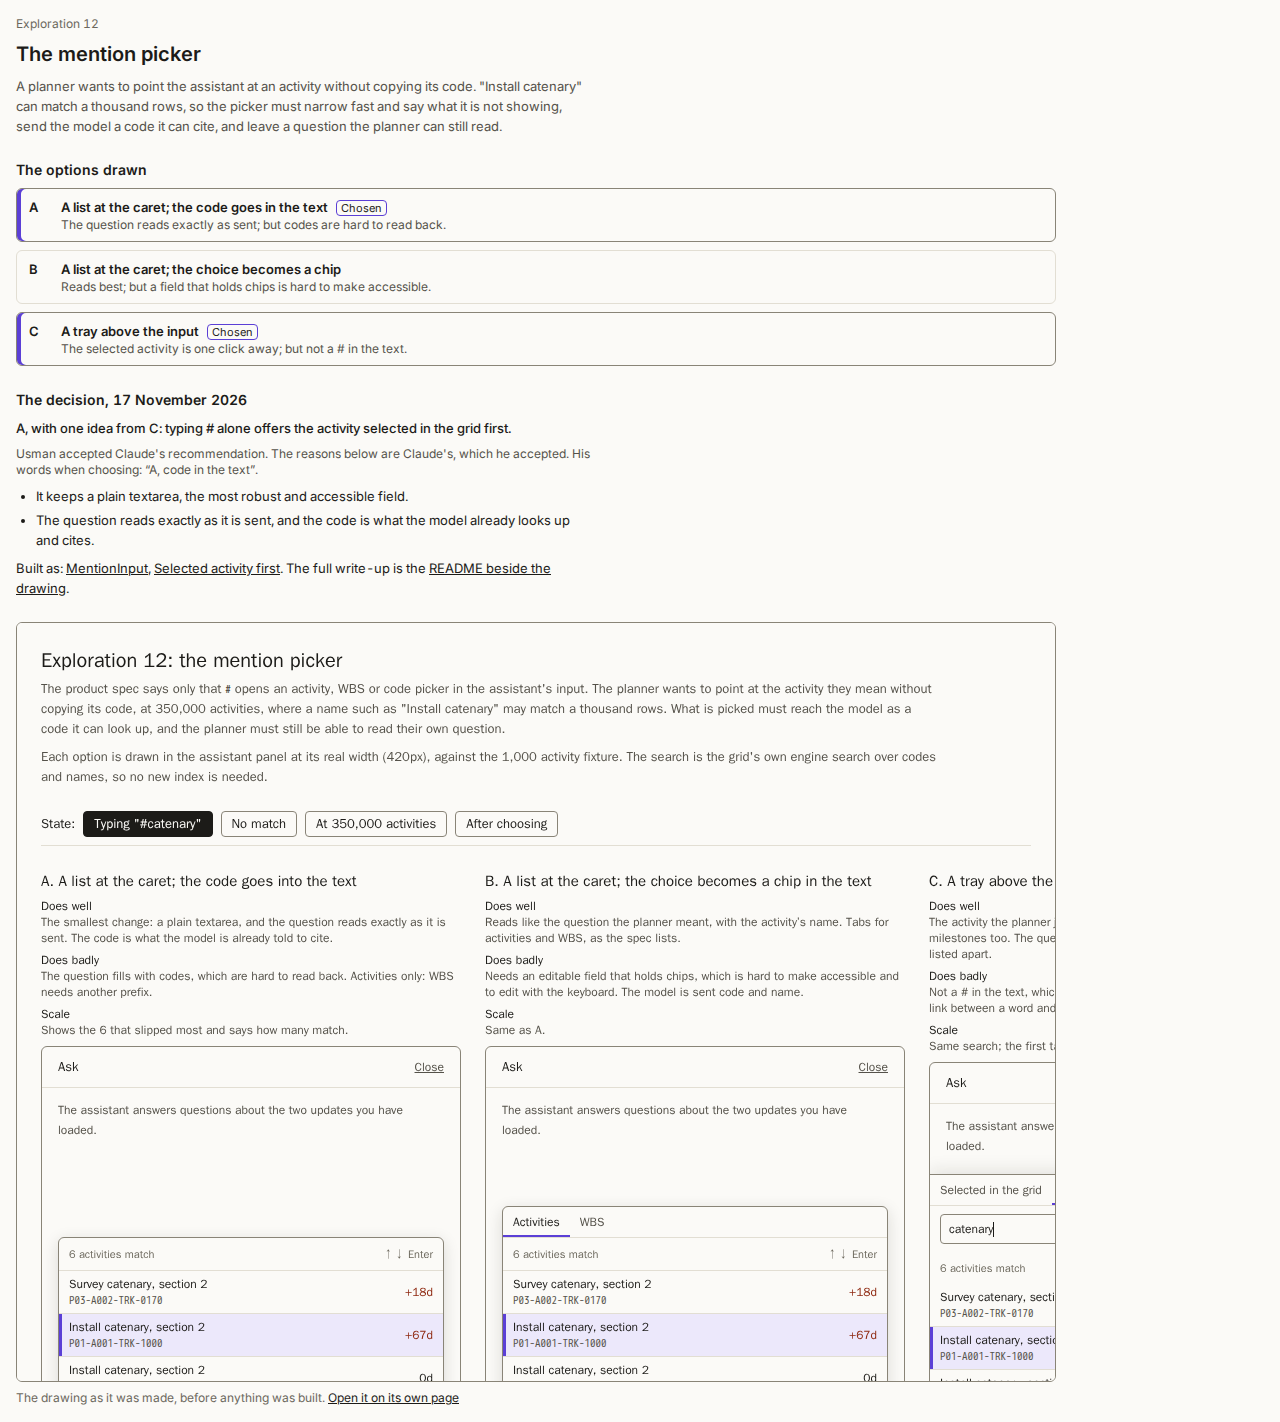 Exploration 12
The mention picker
A planner wants to point the assistant at an activity without copying its code. "Install catenary"
can match a thousand rows, so the picker must narrow fast and say what it is not showing,
send the model a code it can cite, and leave a question the planner can still read.
The options drawn
A A list at the caret; the code goes in the text Chosen
The question reads exactly as sent; but codes are hard to read back.
B A list at the caret; the choice becomes a chip
Reads best; but a field that holds chips is hard to make accessible.
C A tray above the input Chosen
The selected activity is one click away; but not a # in the text.
The decision, 17 November 2026
A, with one idea from C: typing # alone offers the activity selected in the grid first.
Usman accepted Claude's recommendation. The reasons below are Claude's, which he accepted. His
words when choosing: “A, code in the text”.
• It keeps a plain textarea, the most robust and accessible field.
• The question reads exactly as it is sent, and the code is what the model already looks up
and cites.
Built as: MentionInput, Selected activity first. The full write-up is the README beside the
drawing.
Exploration 12: the mention picker
The product spec says only that # opens an activity, WBS or code picker in the assistant's input. The planner wants to point at the activity they mean without
copying its code, at 350,000 activities, where a name such as "Install catenary" may match a thousand rows. What is picked must reach the model as a
code it can look up, and the planner must still be able to read their own question.
Each option is drawn in the assistant panel at its real width (420px), against the 1,000 activity fixture. The search is the grid's own engine search over codes
and names, so no new index is needed.
State: Typing "#catenary" No match At 350,000 activities After choosing
A. A list at the caret; the code goes into the text
Does well
The smallest change: a plain textarea, and the question reads exactly as it is
sent. The code is what the model is already told to cite.
Does badly
The question fills with codes, which are hard to read back. Activities only: WBS
needs another prefix.
Scale
Shows the 6 that slipped most and says how many match.
Ask Close
The assistant answers questions about the two updates you have
loaded.
6 activities match ↑ ↓ Enter
Survey catenary, section 2
P03-A002-TRK-0170 +18d
Install catenary, section 2
P01-A001-TRK-1000 +67d
Install catenary, section 2
0d
B. A list at the caret; the choice becomes a chip in the text
Does well
Reads like the question the planner meant, with the activity's name. Tabs for
activities and WBS, as the spec lists.
Does badly
Needs an editable field that holds chips, which is hard to make accessible and
to edit with the keyboard. The model is sent code and name.
Scale
Same as A.
Ask Close
The assistant answers questions about the two updates you have
loaded.
Activities WBS
6 activities match ↑ ↓ Enter
Survey catenary, section 2
P03-A002-TRK-0170 +18d
Install catenary, section 2
P01-A001-TRK-1000 +67d
Install catenary, section 2
0d
C. A tray above the
Does well
The activity the planner
milestones too. The
listed apart.
Does badly
Not a # in the text,
link between a word and
Scale
Same search; the first
Ask
The assistant
loaded.
Selected in the grid
catenary
6 activities match
Survey catenary,
P03-A002-TRK-0170
Install catenary,
P01-A001-TRK-1000
The drawing as it was made, before anything was built. Open it on its own page